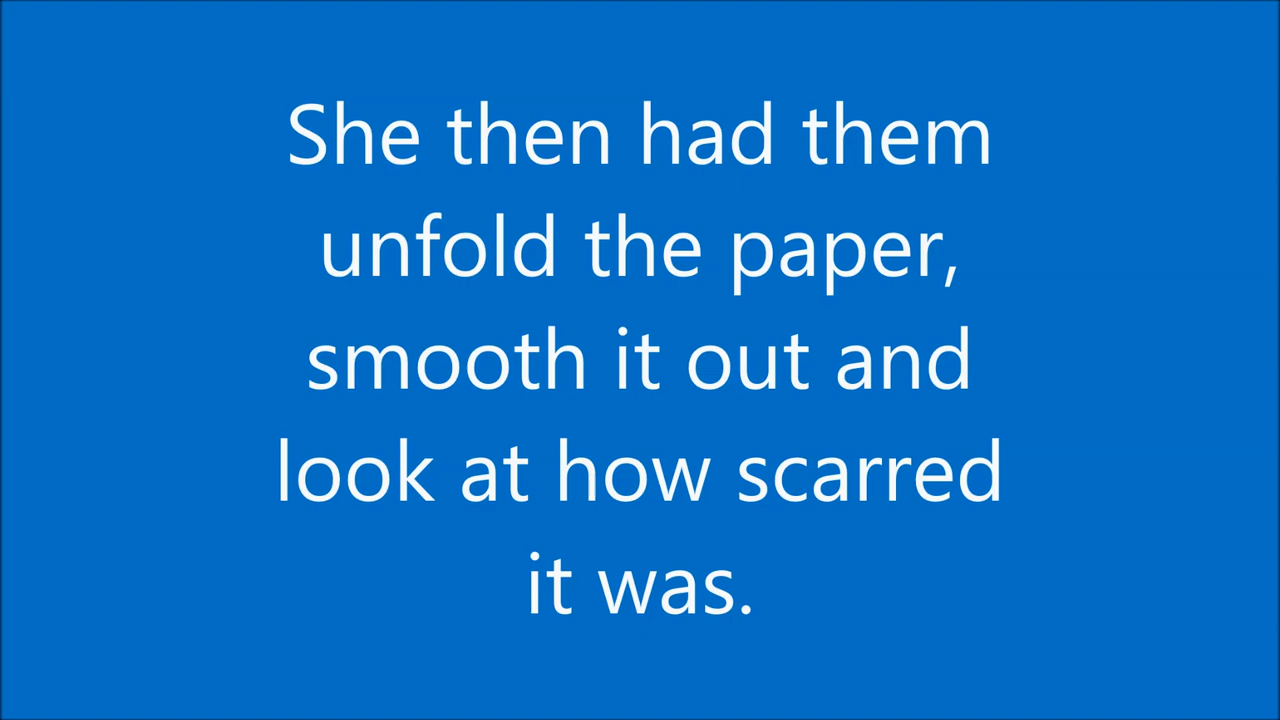 She then had them
unfold the paper,
smooth it out and
look at how scarred
it was.